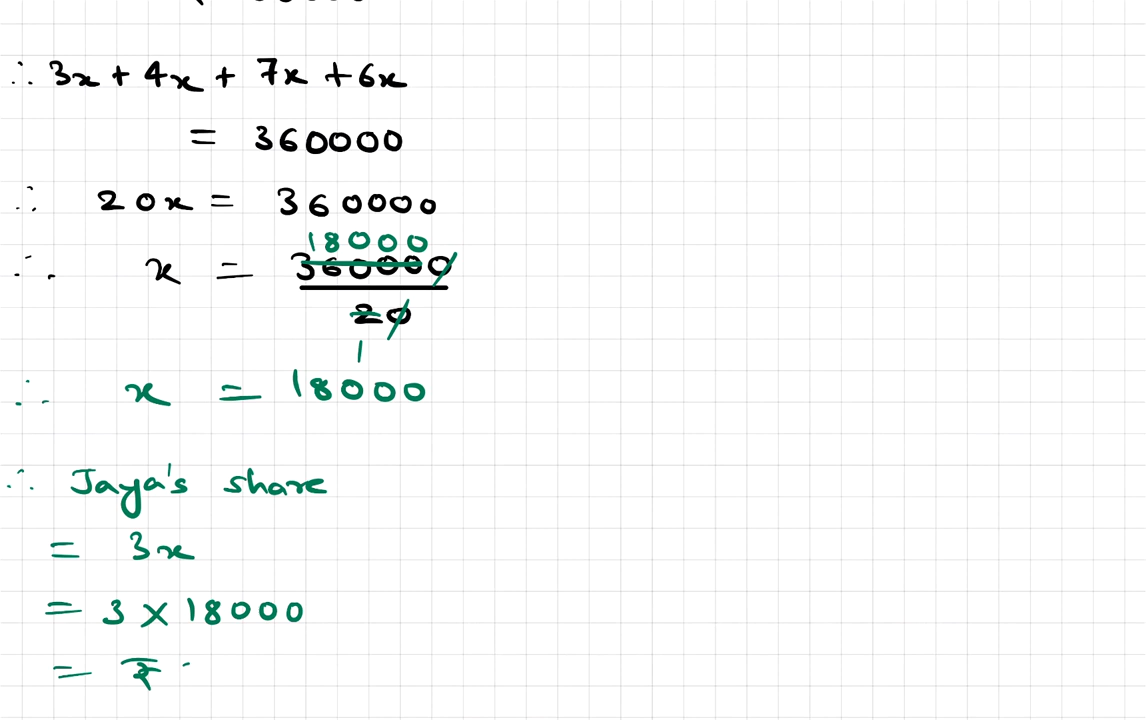 ∴ 3x + 4x + 7x + 6x
= 360000
∴ 20x = 360000
18000
∴ x = 360000
20
1
∴ x = 18000
∴ Jaya's share
= 3x
= 3 × 18000
= ₹